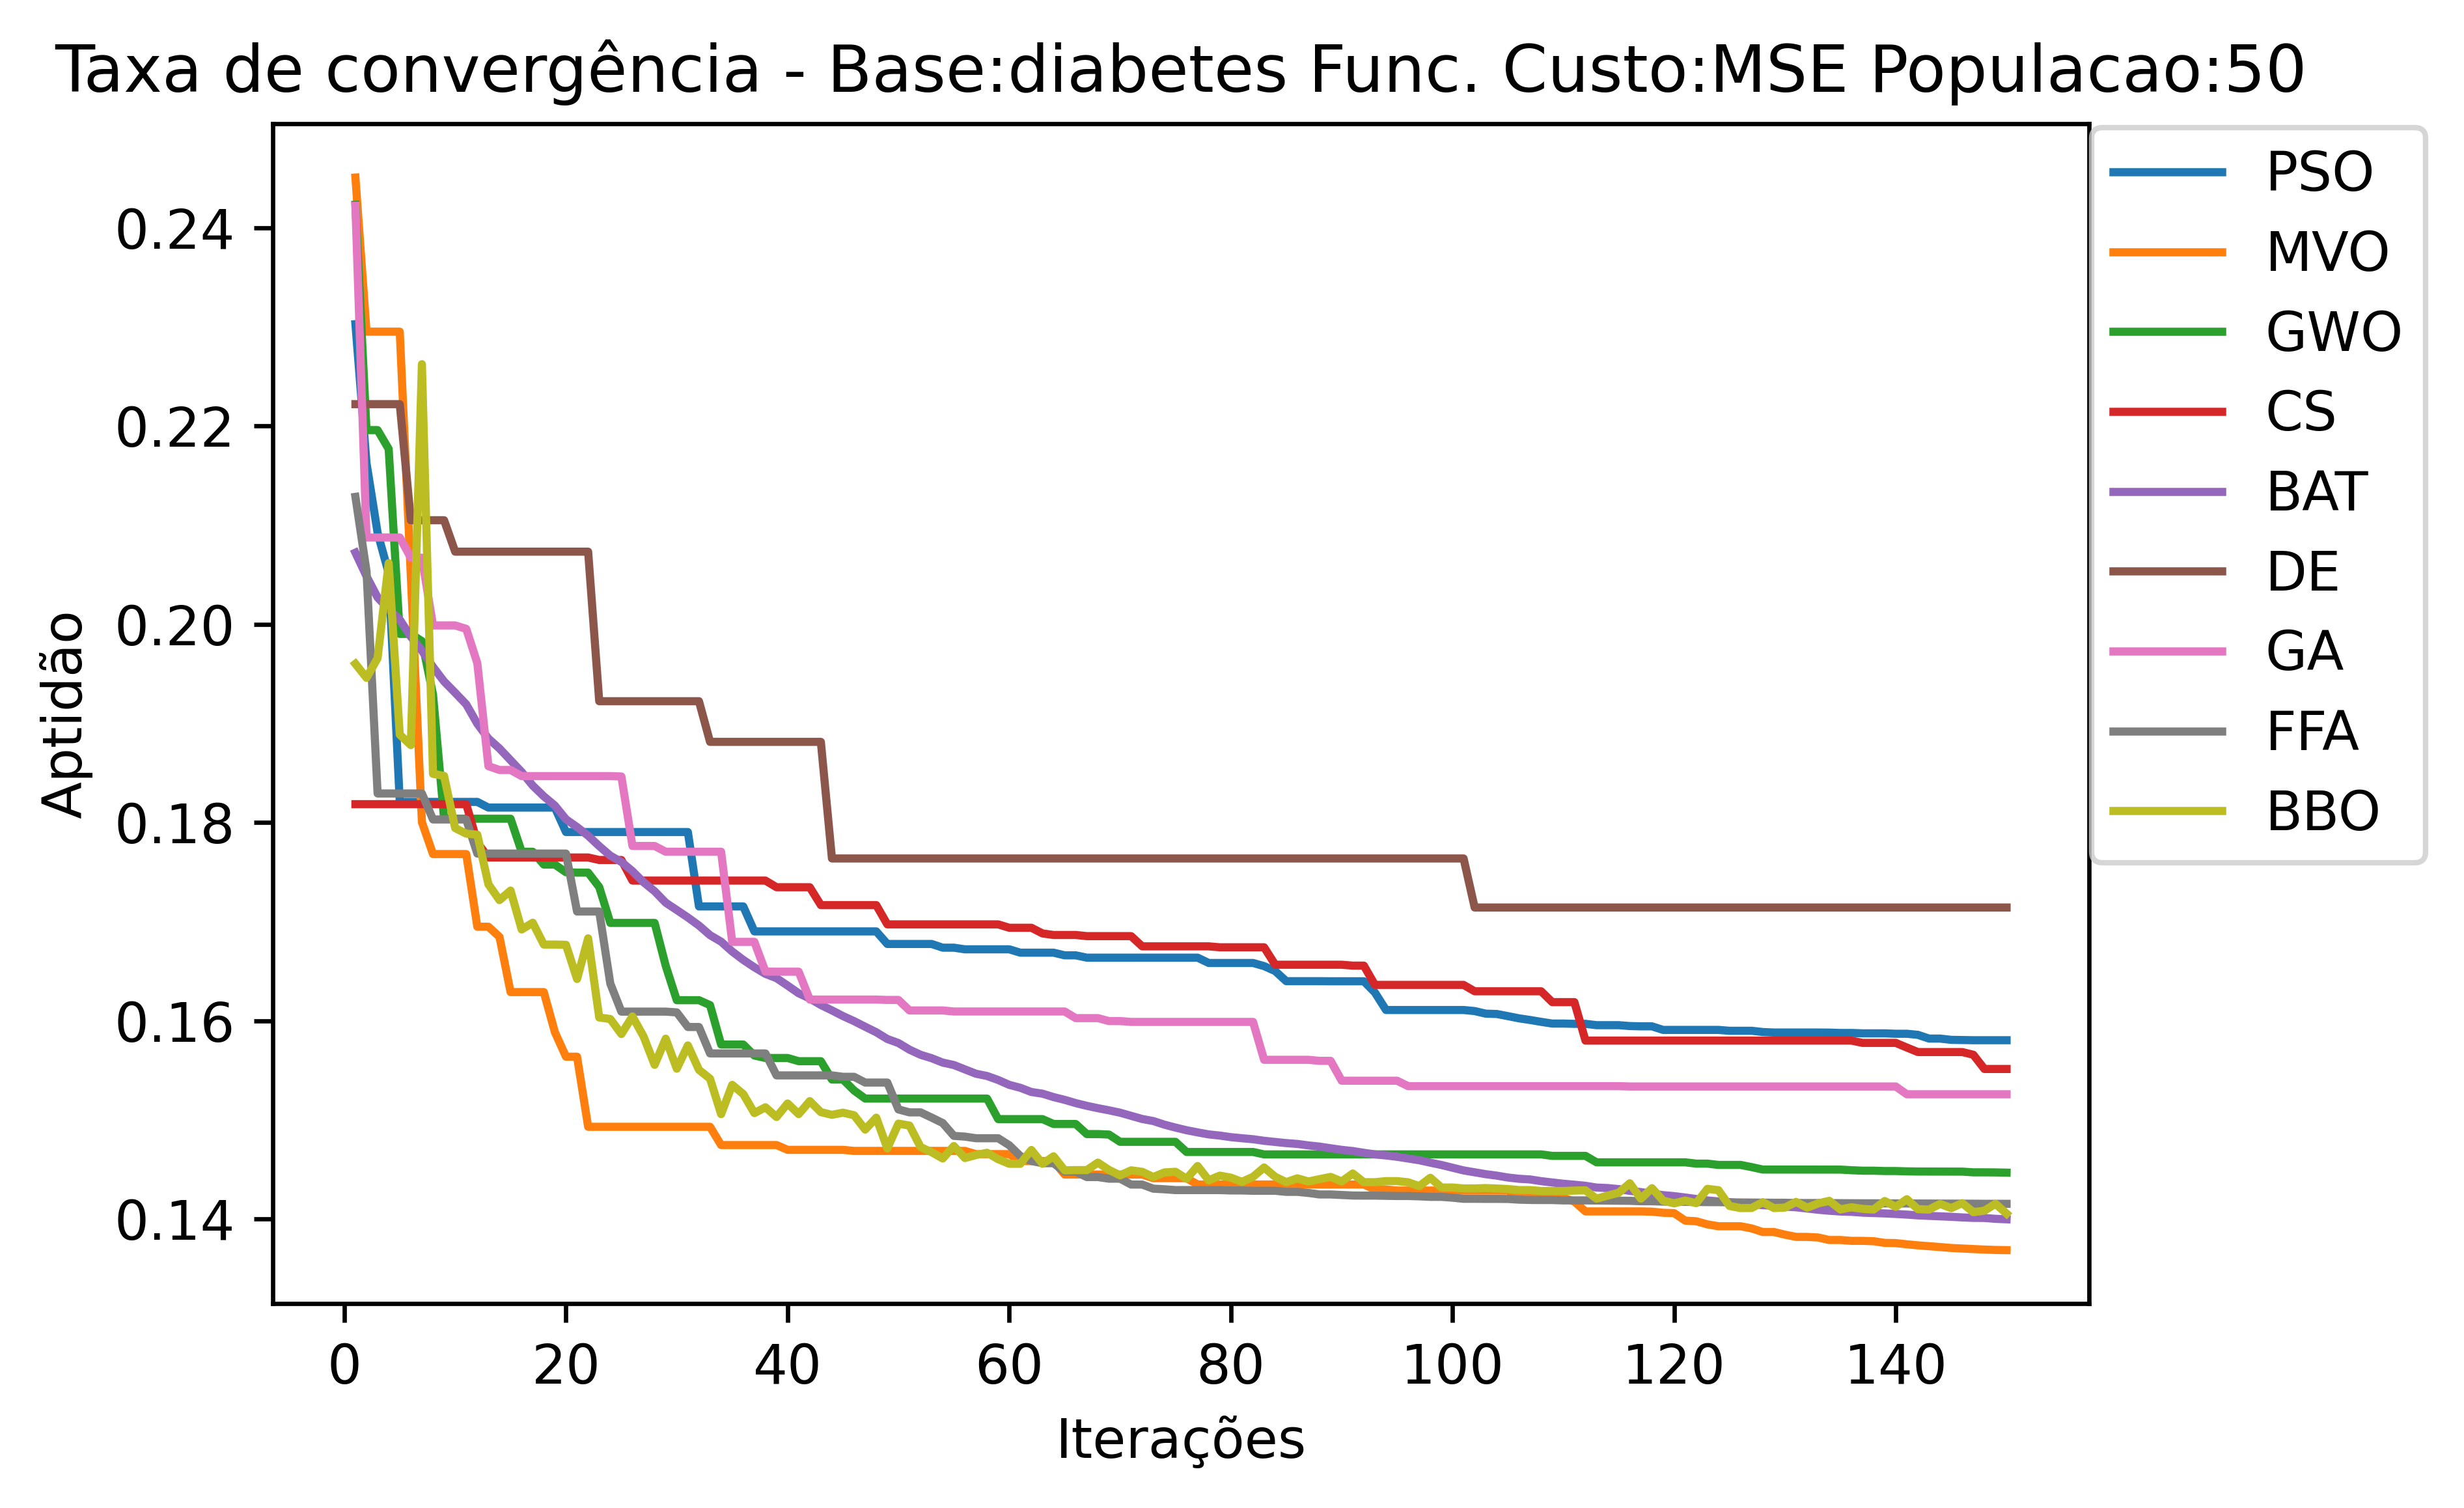 Taxa de convergência - Base:diabetes Func. Custo:MSE Populacao:50
Aptidão
0.24
0.22
0.20
0.18
0.16
0.14
0
20
40
60
80
100
120
140
Iterações
PSO
MVO
GWO
CS
BAT
DE
GA
FFA
BBO